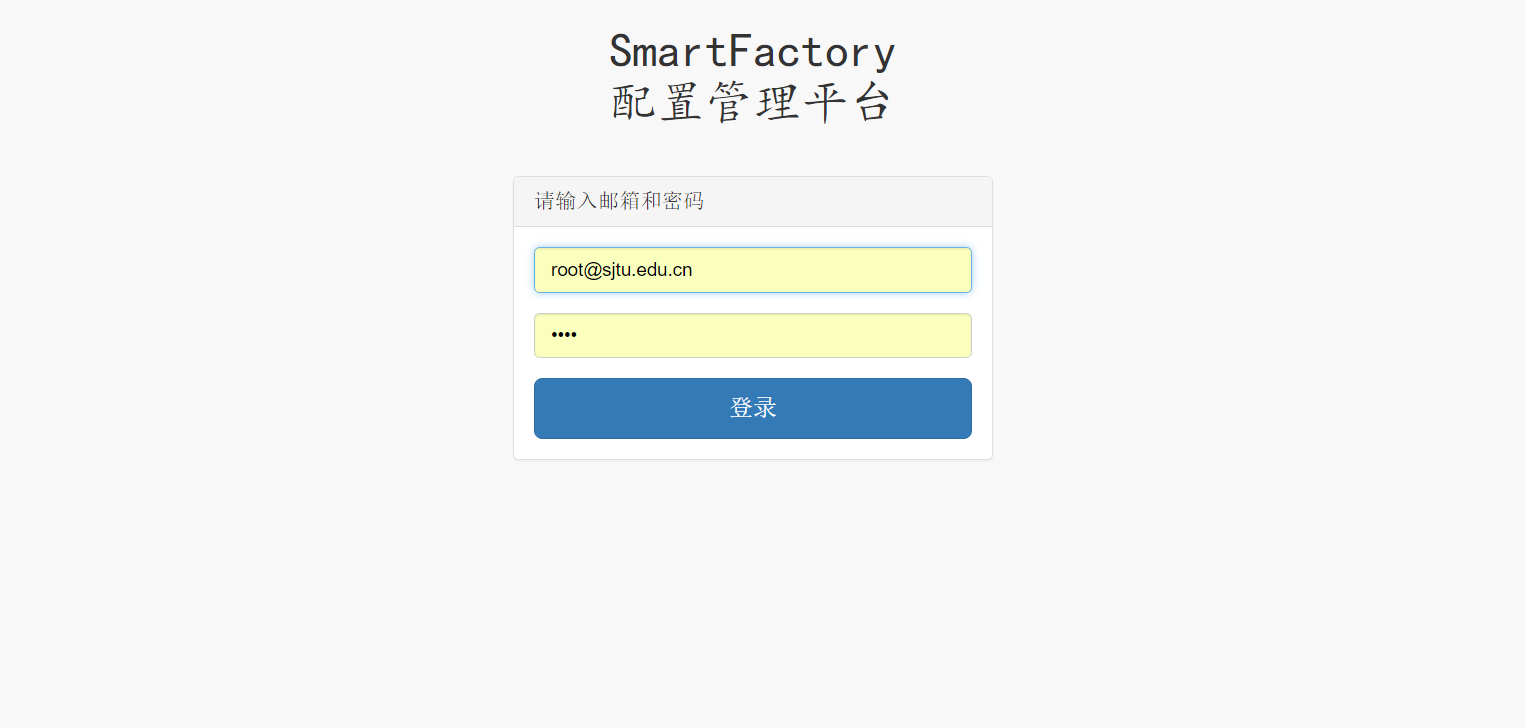 SmartFactory
配置管理平台
请输入邮箱和密码
root@sjtu.edu.cn
••••
登录